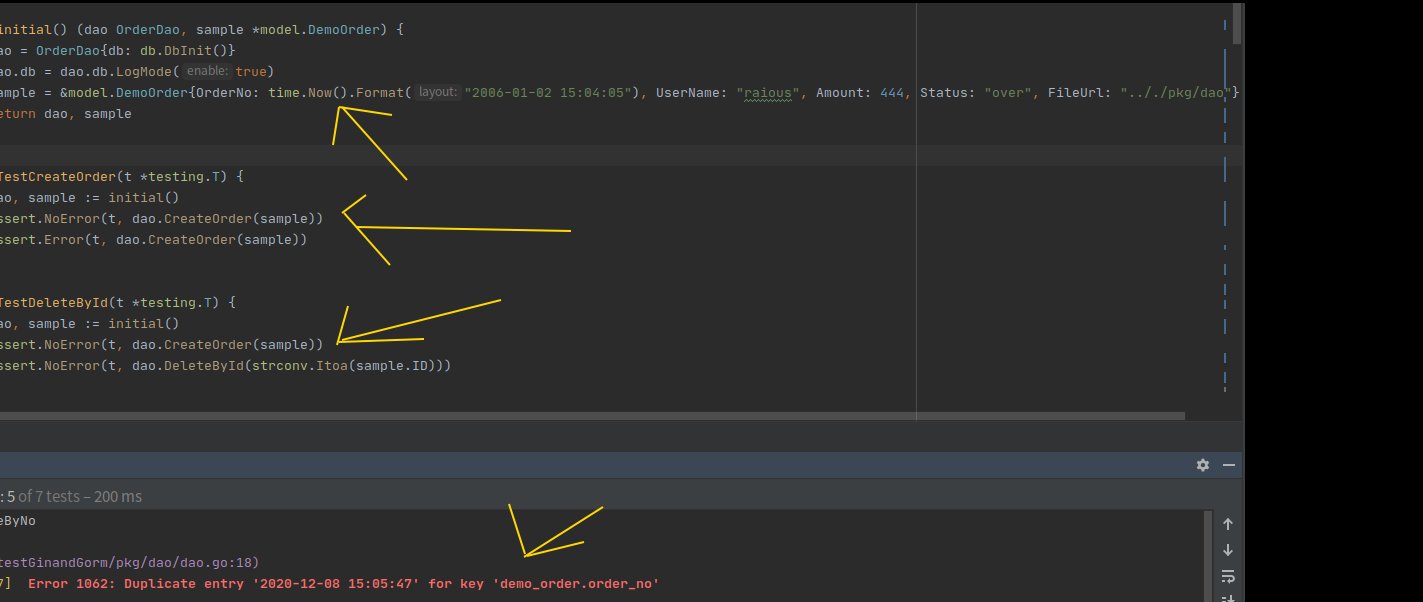 initial() (dao OrderDao, sample *model.DemoOrder) {
ao = OrderDao{db: db.DbInit()}
ao.db = dao.db.LogMode( enable: true)
ample = &model.DemoOrder{OrderNo: time.Now().Format( layout: "2006-01-02 15:04:05"), UserName: "raious", Amount: 444, Status: "over", FileUrl: ".././pkg/dao"}
eturn dao, sample
TestCreateOrder(t *testing.T) {
ao, sample := initial()
ssert.NoError(t, dao.CreateOrder(sample))
ssert.Error(t, dao.CreateOrder(sample))
TestDeleteById(t *testing.T) {
ao, sample := initial()
ssert.NoError(t, dao.CreateOrder(sample))
ssert.NoError(t, dao.DeleteById(strconv.Itoa(sample.ID)))
: 5 of 7 tests – 200 ms
eByNo
testGinandGorm/pkg/dao/dao.go:18)
7] Error 1062: Duplicate entry '2020-12-08 15:05:47' for key 'demo_order.order_no'